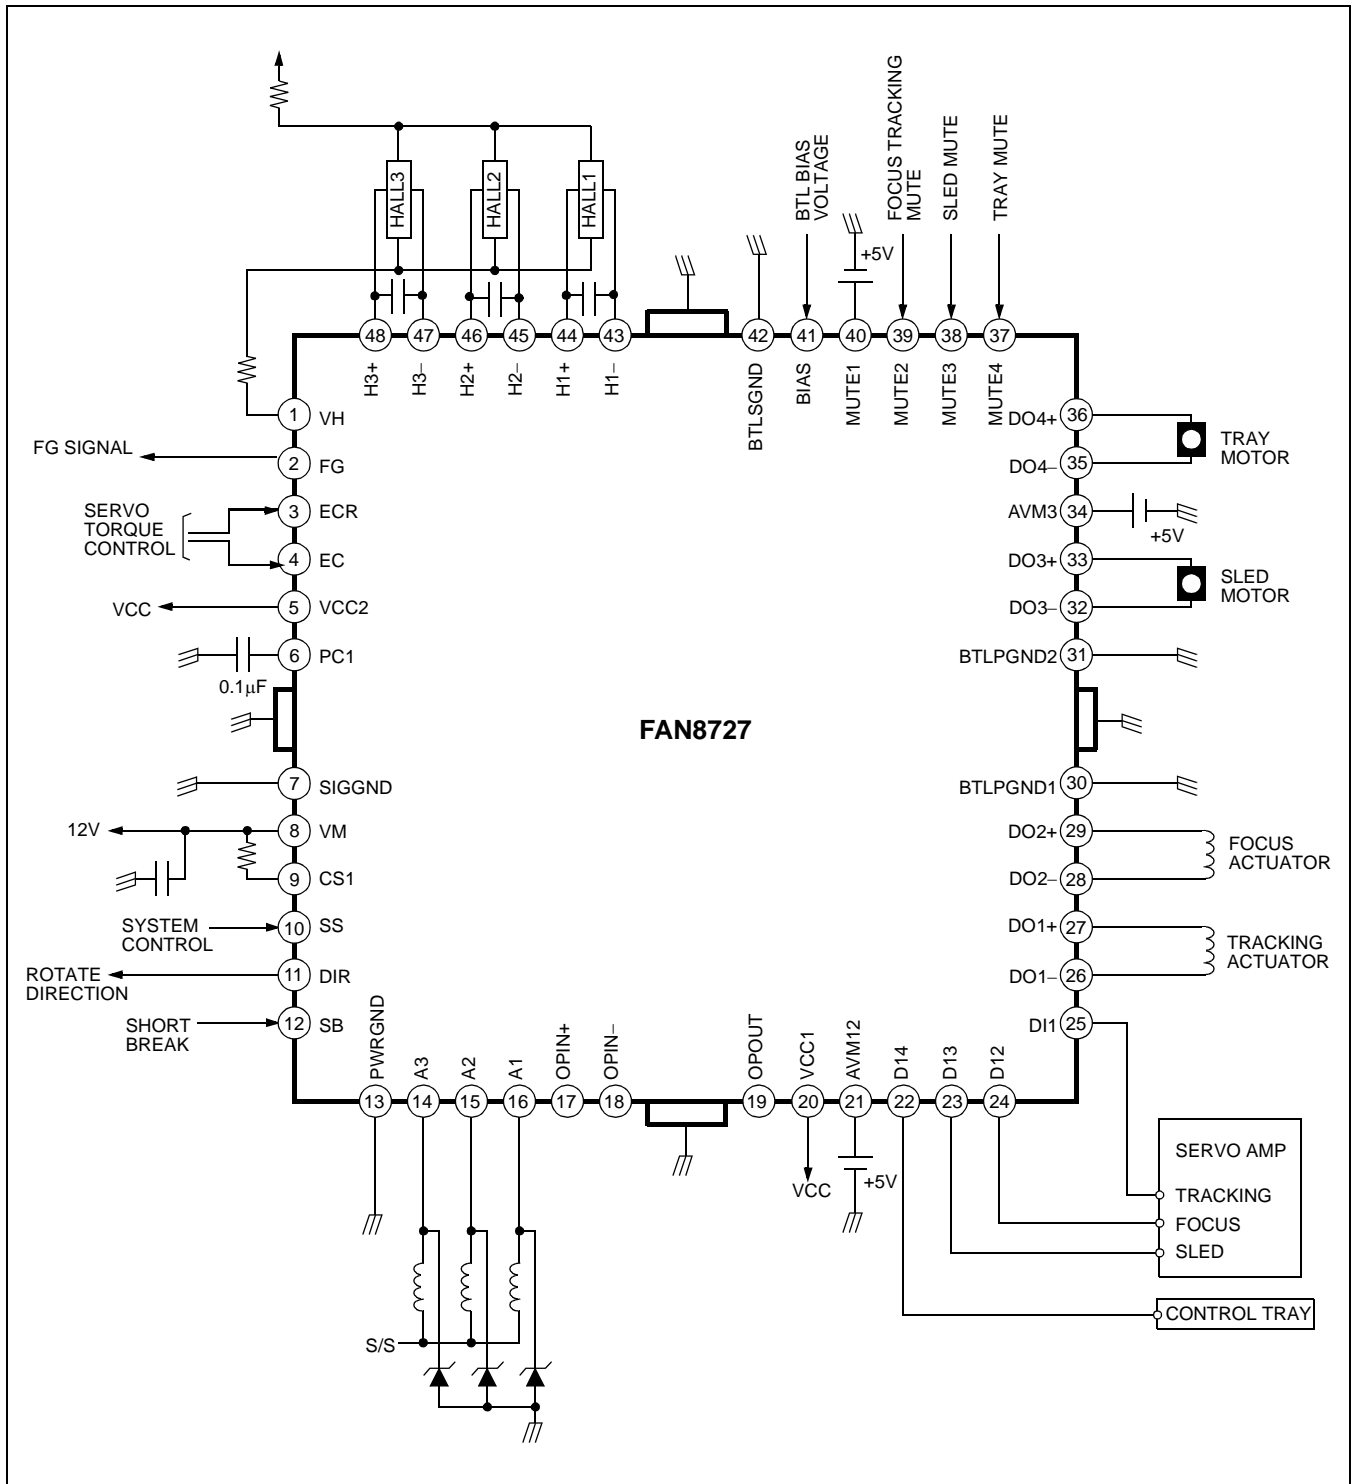 HALL3
HALL2
HALL1
BTL BIAS
VOLTAGE
FOCUS TRACKING
MUTE
SLED MUTE
TRAY MUTE
+5V
48
47
46
45
44
43
42
41
40
39
38
37
H3+
H3−
H2+
H2−
H1+
H1−
BTLSGND
BIAS
MUTE1
MUTE2
MUTE3
MUTE4
1
VH
FG SIGNAL
2
FG
SERVO
TORQUE
CONTROL
3
ECR
4
EC
VCC
5
VCC2
6
PC1
0.1µF
7
SIGGND
12V
8
VM
9
CS1
SYSTEM
CONTROL
10
SS
ROTATE
DIRECTION
11
DIR
SHORT
BREAK
12
SB
FAN8727
DO4+
36
TRAY
MOTOR
DO4−
35
AVM3
34
+5V
DO3+
33
SLED
MOTOR
DO3−
32
BTLPGND2
31
BTLPGND1
30
DO2+
29
FOCUS
ACTUATOR
DO2−
28
DO1+
27
TRACKING
ACTUATOR
DO1−
26
DI1
25
PWRGND
A3
A2
A1
OPIN+
OPIN−
OPOUT
VCC1
AVM12
D14
D13
D12
13
14
15
16
17
18
19
20
21
22
23
24
VCC
+5V
S/S
SERVO AMP
TRACKING
FOCUS
SLED
CONTROL TRAY